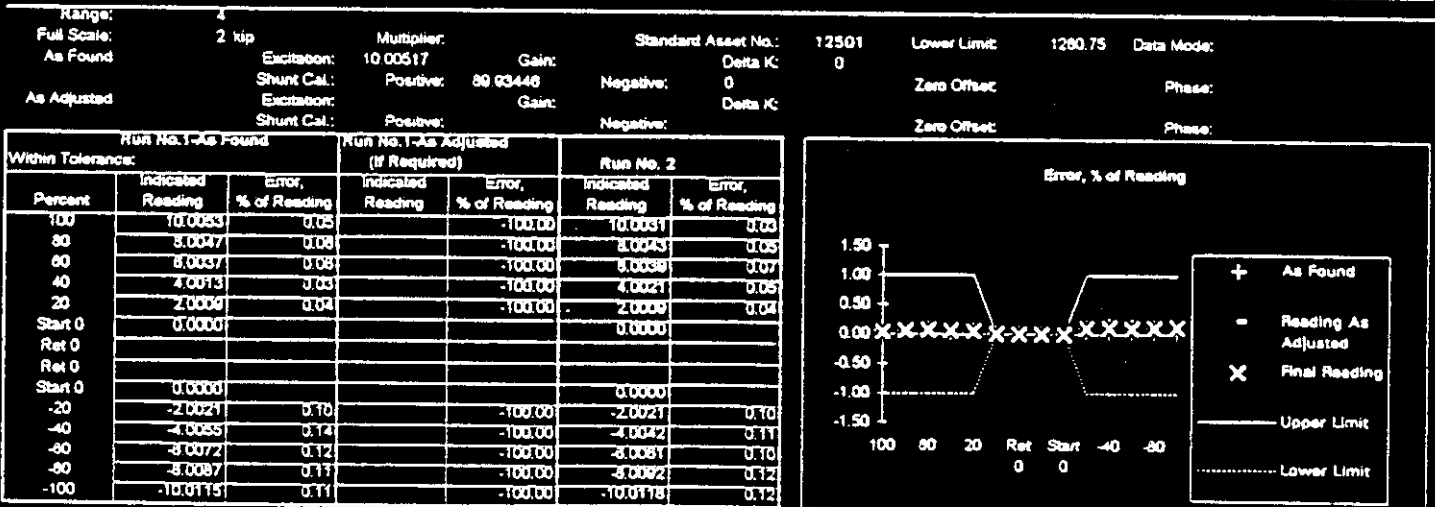 Range: 4
Full Scale: 2 kip Multiplier: Standard Asset No.: 12501 Lower Limit: 1260.75 Data Mode:
As Found Excitation: 10.00517 Gain: Delta K: 0
Shunt Cal.: Positive: 89.93446 Negative: 0 Zero Offset: Phase:
As Adjusted Excitation: Gain: Delta K:
Shunt Cal.: Positive: Negative: Zero Offset: Phase:
Run No.1-As Found Run No.1-As Adjusted
Within Tolerance: (If Required) Run No. 2
Indicated Error, Indicated Error, Indicated Error,
Percent Reading % of Reading Reading % of Reading Reading % of Reading
100 10.0053 0.05 -100.00 10.0031 0.03
80 8.0047 0.06 -100.00 8.0043 0.05
60 6.0037 0.06 -100.00 6.0039 0.07
40 4.0013 0.03 -100.00 4.0021 0.05
20 2.0009 0.04 -100.00 2.0009 0.04
Start 0 0.0000 0.0000
Ret 0
Ret 0
Start 0 0.0000 0.0000
-20 -2.0021 0.10 -100.00 -2.0021 0.10
-40 -4.0055 0.14 -100.00 -4.0042 0.11
-60 -6.0072 0.12 -100.00 -6.0061 0.10
-80 -8.0087 0.11 -100.00 -8.0092 0.12
-100 -10.0115 0.11 -100.00 -10.0118 0.12
Error, % of Reading
1.50
1.00
0.50
0.00
-0.50
-1.00
-1.50
100 60 20 Ret 0 Start 0 -40 -80
As Found
Reading As
Adjusted
Final Reading
Upper Limit
Lower Limit